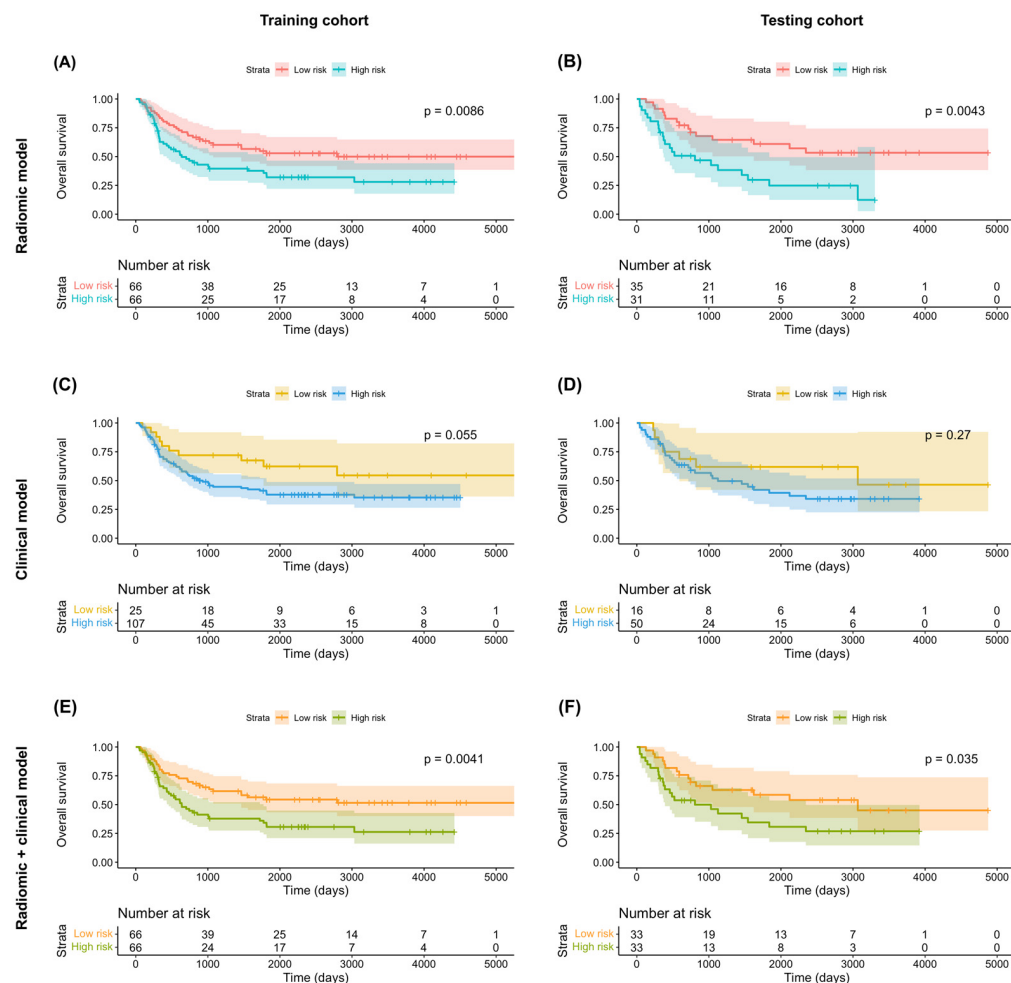 Training cohort
Testing cohort
Radiomic model
(A)
Strata Low risk High risk
Overall survival
1.00
0.75
0.50
0.25
0.00
p = 0.0086
0 1000 2000 3000 4000 5000
Time (days)
Number at risk
Strata
Low risk 66 38 25 13 7 1
High risk 66 25 17 8 4 0
0 1000 2000 3000 4000 5000
Time (days)
(B)
Strata Low risk High risk
Overall survival
1.00
0.75
0.50
0.25
0.00
p = 0.0043
0 1000 2000 3000 4000 5000
Time (days)
Number at risk
Strata
Low risk 35 21 16 8 1 0
High risk 31 11 5 2 0 0
0 1000 2000 3000 4000 5000
Time (days)
Clinical model
(C)
Strata Low risk High risk
Overall survival
1.00
0.75
0.50
0.25
0.00
p = 0.055
0 1000 2000 3000 4000 5000
Time (days)
Number at risk
Strata
Low risk 25 18 9 6 3 1
High risk 107 45 33 15 8 0
0 1000 2000 3000 4000 5000
Time (days)
(D)
Strata Low risk High risk
Overall survival
1.00
0.75
0.50
0.25
0.00
p = 0.27
0 1000 2000 3000 4000 5000
Time (days)
Number at risk
Strata
Low risk 16 8 6 4 1 0
High risk 50 24 15 6 0 0
0 1000 2000 3000 4000 5000
Time (days)
Radiomic + clinical model
(E)
Strata Low risk High risk
Overall survival
1.00
0.75
0.50
0.25
0.00
p = 0.0041
0 1000 2000 3000 4000 5000
Time (days)
Number at risk
Strata
Low risk 66 39 25 14 7 1
High risk 66 24 17 7 4 0
0 1000 2000 3000 4000 5000
Time (days)
(F)
Strata Low risk High risk
Overall survival
1.00
0.75
0.50
0.25
0.00
p = 0.035
0 1000 2000 3000 4000 5000
Time (days)
Number at risk
Strata
Low risk 33 19 13 7 1 0
High risk 33 13 8 3 0 0
0 1000 2000 3000 4000 5000
Time (days)